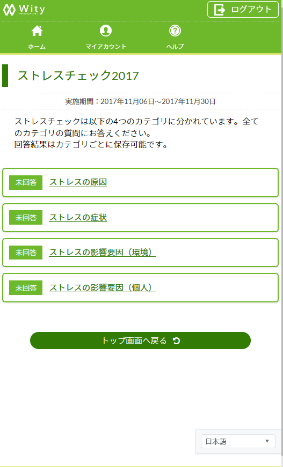 Wity
ログアウト
ホーム
マイアカウント
ヘルプ
ストレスチェック2017
実施期間：2017年11月06日～2017年11月30日
ストレスチェックは以下の4つのカテゴリに分かれています。全て
のカテゴリの質問にお答えください。
回答結果はカテゴリごとに保存可能です。
未回答 ストレスの原因
未回答 ストレスの症状
未回答 ストレスの影響要因（環境）
未回答 ストレスの影響要因（個人）
トップ画面へ戻る
日本語